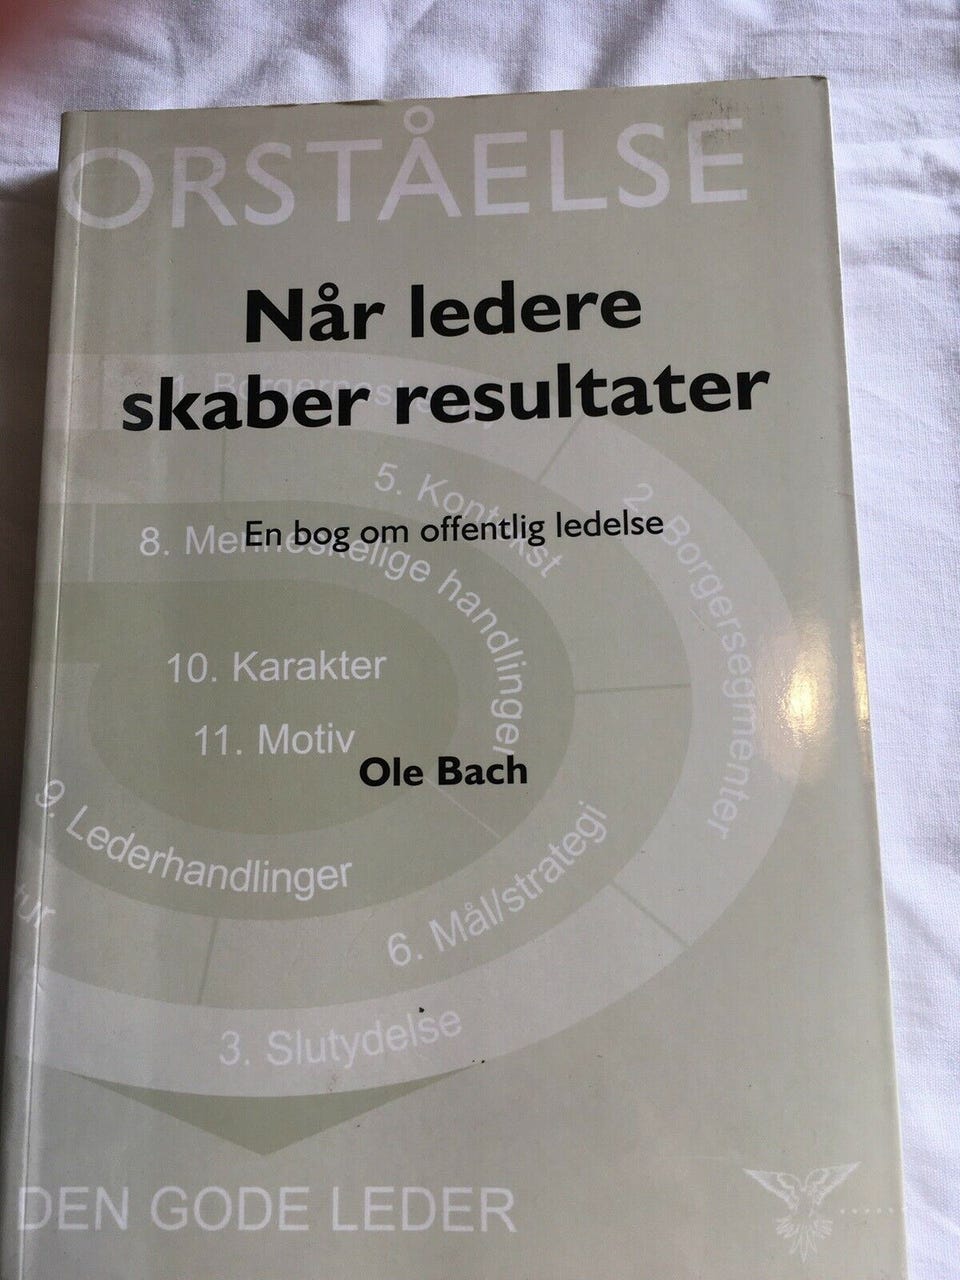 ORSTÅELSE
Når ledere
skaber resultater
5. Kontekst
2. Borgersegmenter
8. Menneskelige handlinger
En bog om offentlig ledelse
10. Karakter
11. Motiv
Ole Bach
9. Lederhandlinger
6. Mål/strategi
tur
3. Slutydelse
DEN GODE LEDER